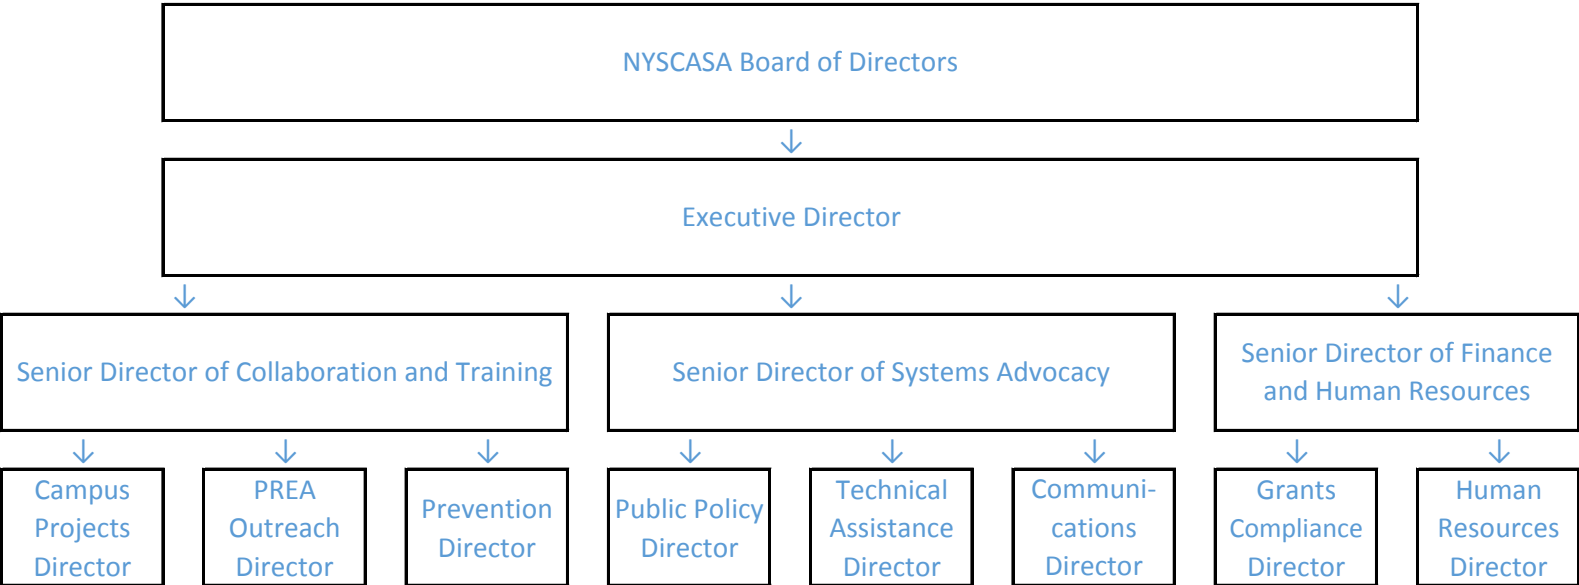 NYSCASA Board of Directors
↓
Executive Director
↓ ↓ ↓
Senior Director of Collaboration and Training
Senior Director of Systems Advocacy
Senior Director of Finance
and Human Resources
↓ ↓ ↓ ↓ ↓ ↓ ↓ ↓
Campus
Projects
Director
PREA
Outreach
Director
Prevention
Director
Public Policy
Director
Technical
Assistance
Director
Communi-
cations
Director
Grants
Compliance
Director
Human
Resources
Director